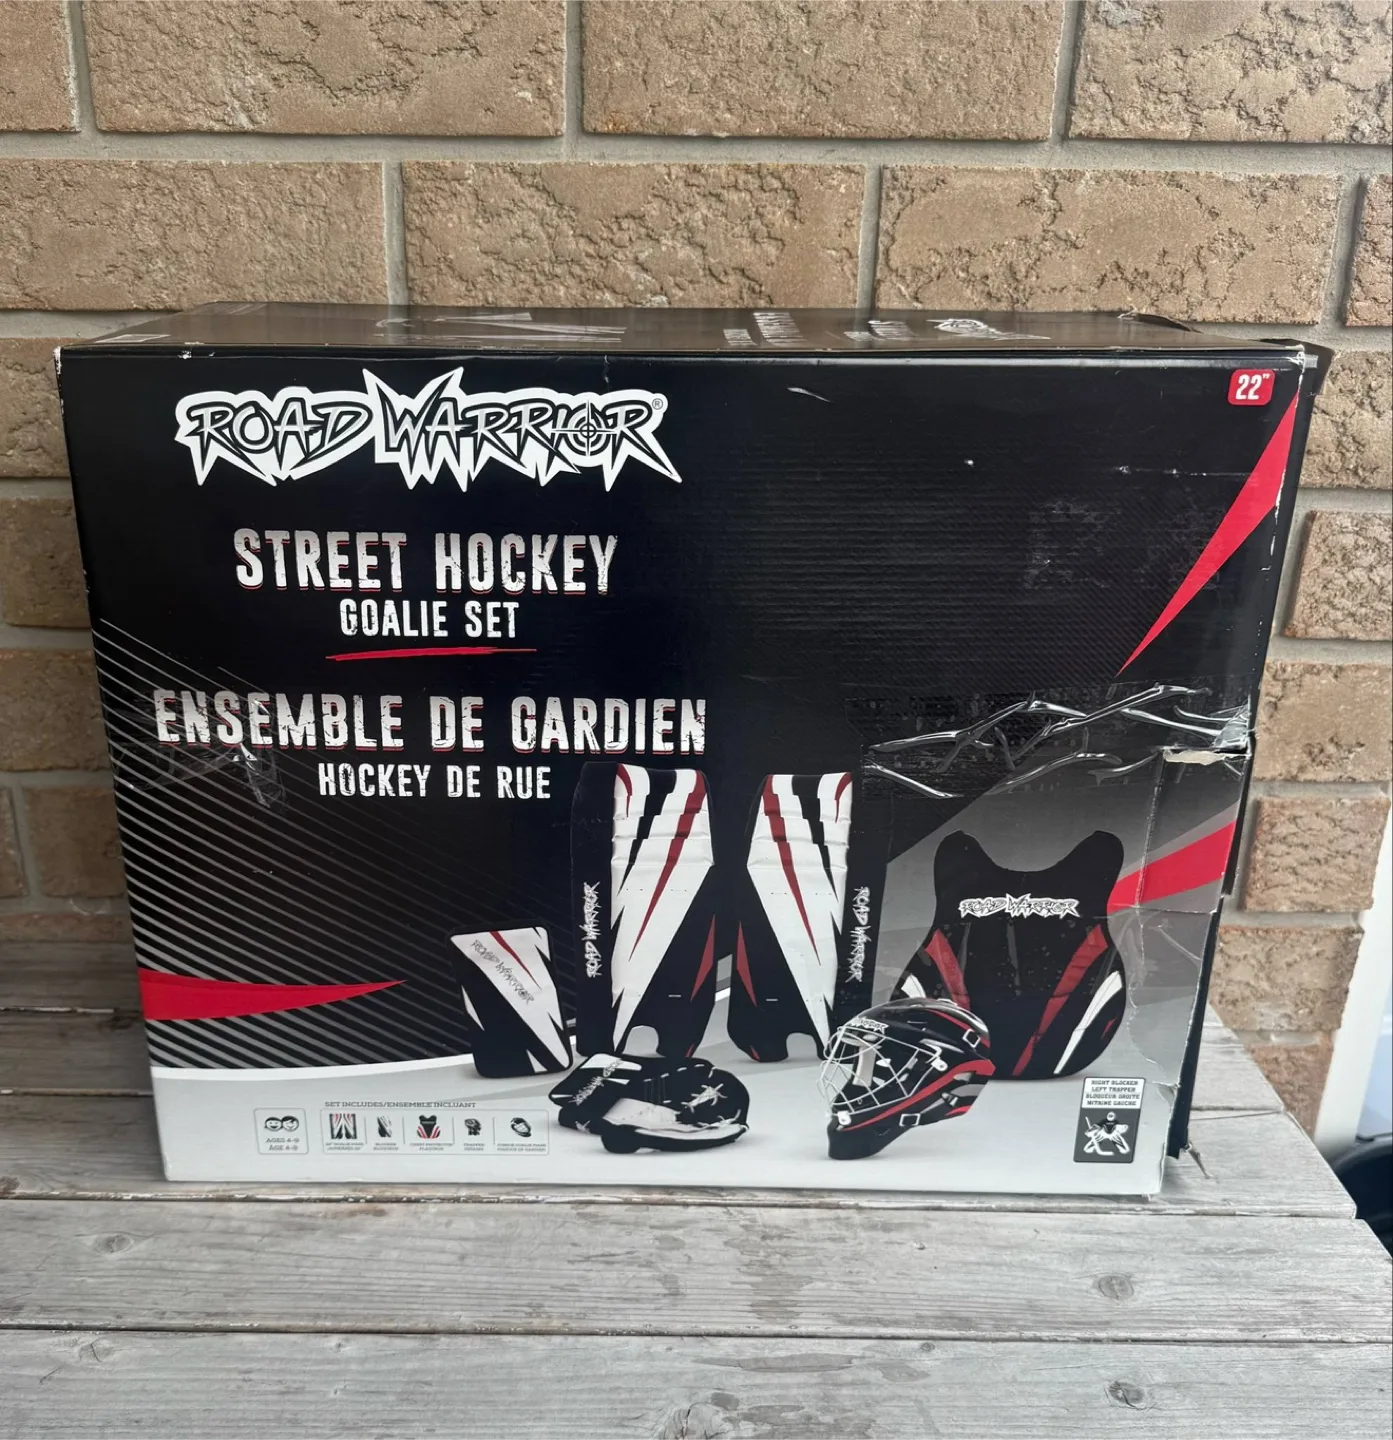 ROAD WARRIOR®
22"
STREET HOCKEY
GOALIE SET
ENSEMBLE DE GARDIEN
HOCKEY DE RUE
ROAD WARRIOR
ROAD WARRIOR
ROAD WARRIOR
ROAD WARRIOR
WARRIOR
SET INCLUDES/ENSEMBLE INCLUANT
AGES 4-9
AGE 4-9
RIGHT BLOCKER
LEFT TRAPPER
BLOQUEUR DROITE
MITAINE GAUCHE